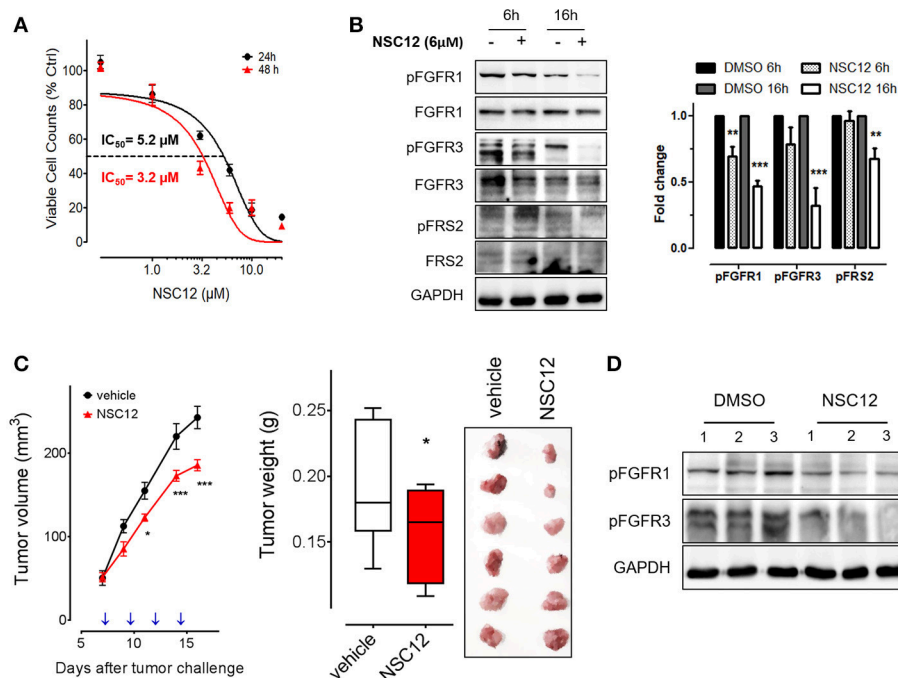 A
24h
48 h
Viable Cell Counts (% Ctrl)
100
80
60
40
20
0
IC50= 5.2 µM
IC50= 3.2 µM
1.0
3.2
10.0
NSC12 (µM)
B
6h
16h
NSC12 (6µM)
- + - +
pFGFR1
FGFR1
pFGFR3
FGFR3
pFRS2
FRS2
GAPDH
DMSO 6h
NSC12 6h
DMSO 16h
NSC12 16h
Fold change
1.0
0.5
0.0
**
***
***
**
pFGFR1
pFGFR3
pFRS2
C
vehicle
NSC12
Tumor volume (mm3)
200
100
0
*
***
***
5
10
15
Days after tumor challenge
Tumor weight (g)
0.25
0.20
0.15
*
vehicle
NSC12
vehicle
NSC12
D
DMSO
NSC12
1 2 3 1 2 3
pFGFR1
pFGFR3
GAPDH